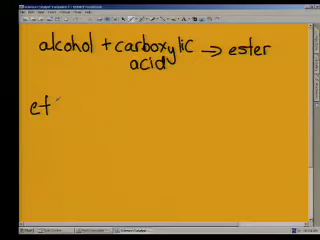 alcohol + carboxylic → ester
acid
et